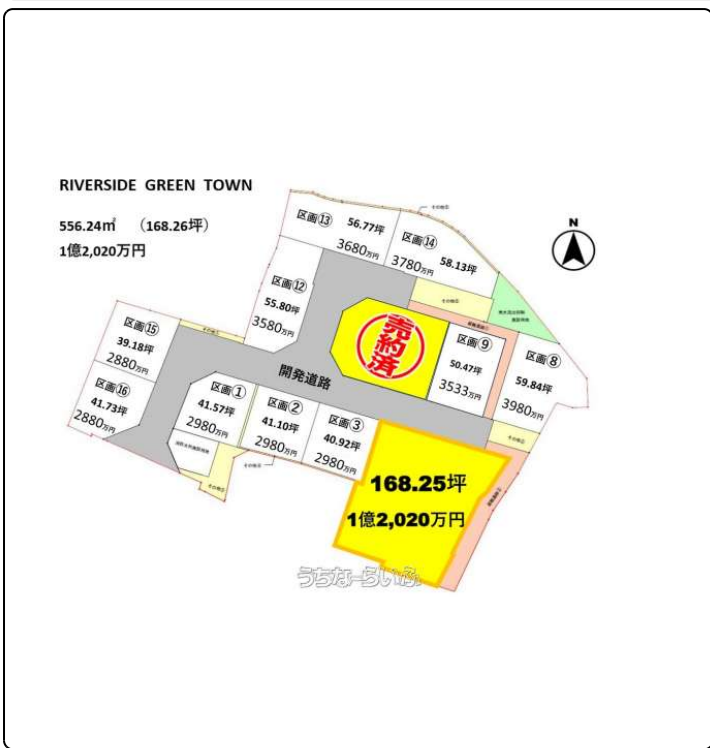 RIVERSIDE GREEN TOWN
556.24㎡ (168.26坪)
1億2,020万円
N
その他⑤
区画⑬ 56.77坪
3680万円
区画⑭ 58.13坪
3780万円
区画⑫
55.80坪
3580万円
売約済
区画⑨
50.47坪
3533万円
区画⑧
59.84坪
3980万円
区画⑮
39.18坪
2880万円
区画⑯
41.73坪
2880万円
開発道路
区画①
41.57坪
2980万円
区画②
41.10坪
2980万円
区画③
40.92坪
2980万円
168.25坪
1億2,020万円
うちなーらいふ